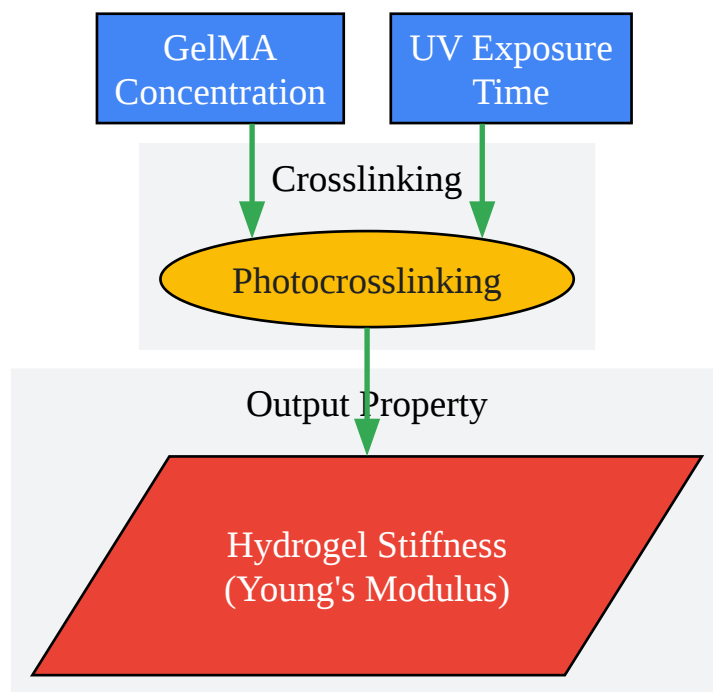 GelMA
Concentration
UV Exposure
Time
Crosslinking
Photocrosslinking
Output Property
Hydrogel Stiffness
(Young's Modulus)